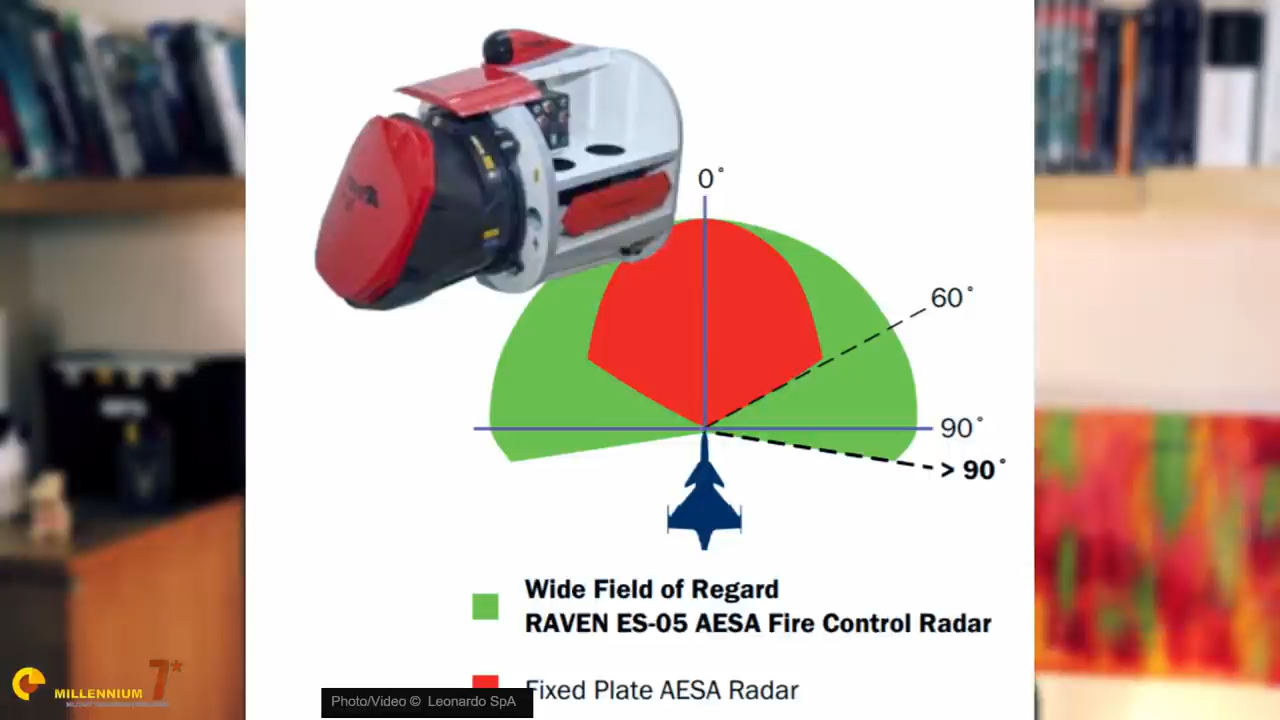 0°
60°
90°
> 90°
Wide Field of Regard
RAVEN ES-05 AESA Fire Control Radar
Fixed Plate AESA Radar
Photo/Video © Leonardo SpA
MILLENNIUM 7*